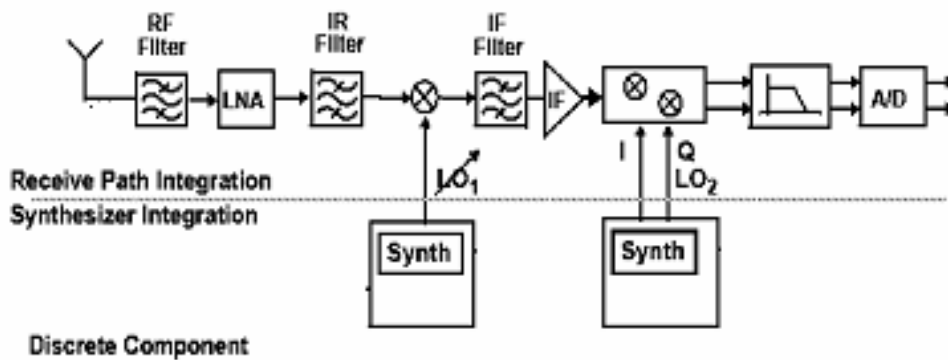 RF
Filter
IR
Filter
IF
Filter
LNA
IF
A/D
I
Q
LO1
LO2
Receive Path Integration
Synthesizer Integration
Synth
Synth
Discrete Component